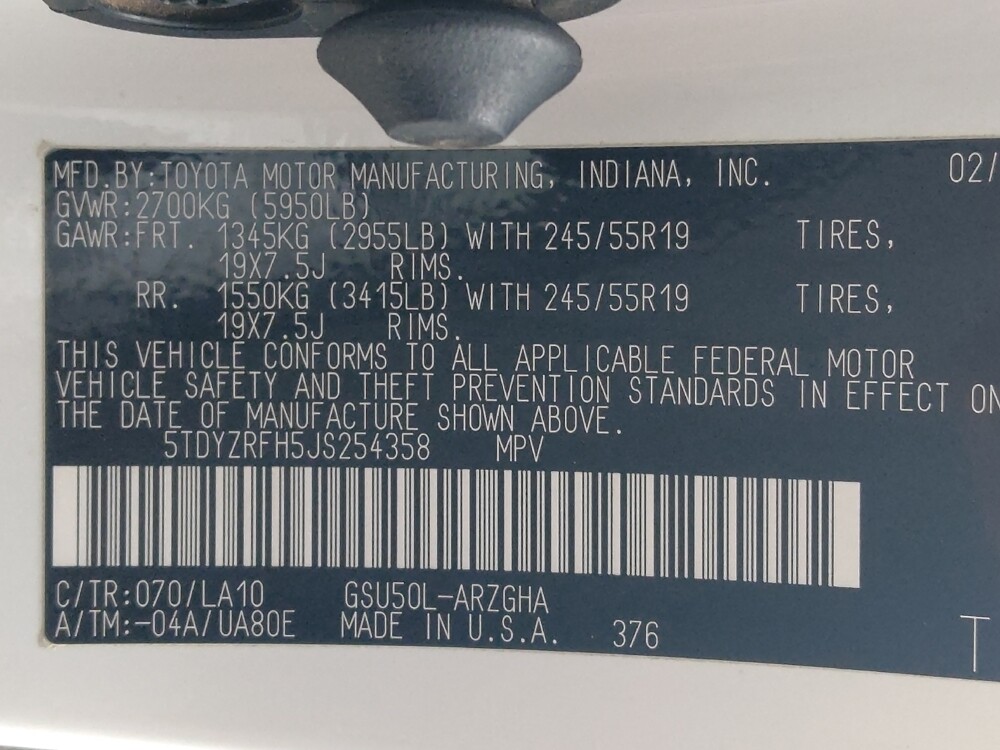 MFD.BY:TOYOTA MOTOR MANUFACTURING, INDIANA, INC. 02/
GVWR:2700KG (5950LB)
GAWR:FRT. 1345KG (2955LB) WITH 245/55R19 TIRES,
19X7.5J RIMS.
RR. 1550KG (3415LB) WITH 245/55R19 TIRES,
19X7.5J RIMS.
THIS VEHICLE CONFORMS TO ALL APPLICABLE FEDERAL MOTOR
VEHICLE SAFETY AND THEFT PREVENTION STANDARDS IN EFFECT ON
THE DATE OF MANUFACTURE SHOWN ABOVE.
5TDYZRFH5JS254358 MPV
C/TR:070/LA10 GSU50L-ARZGHA
A/TM:-04A/UA80E MADE IN U.S.A. 376 T